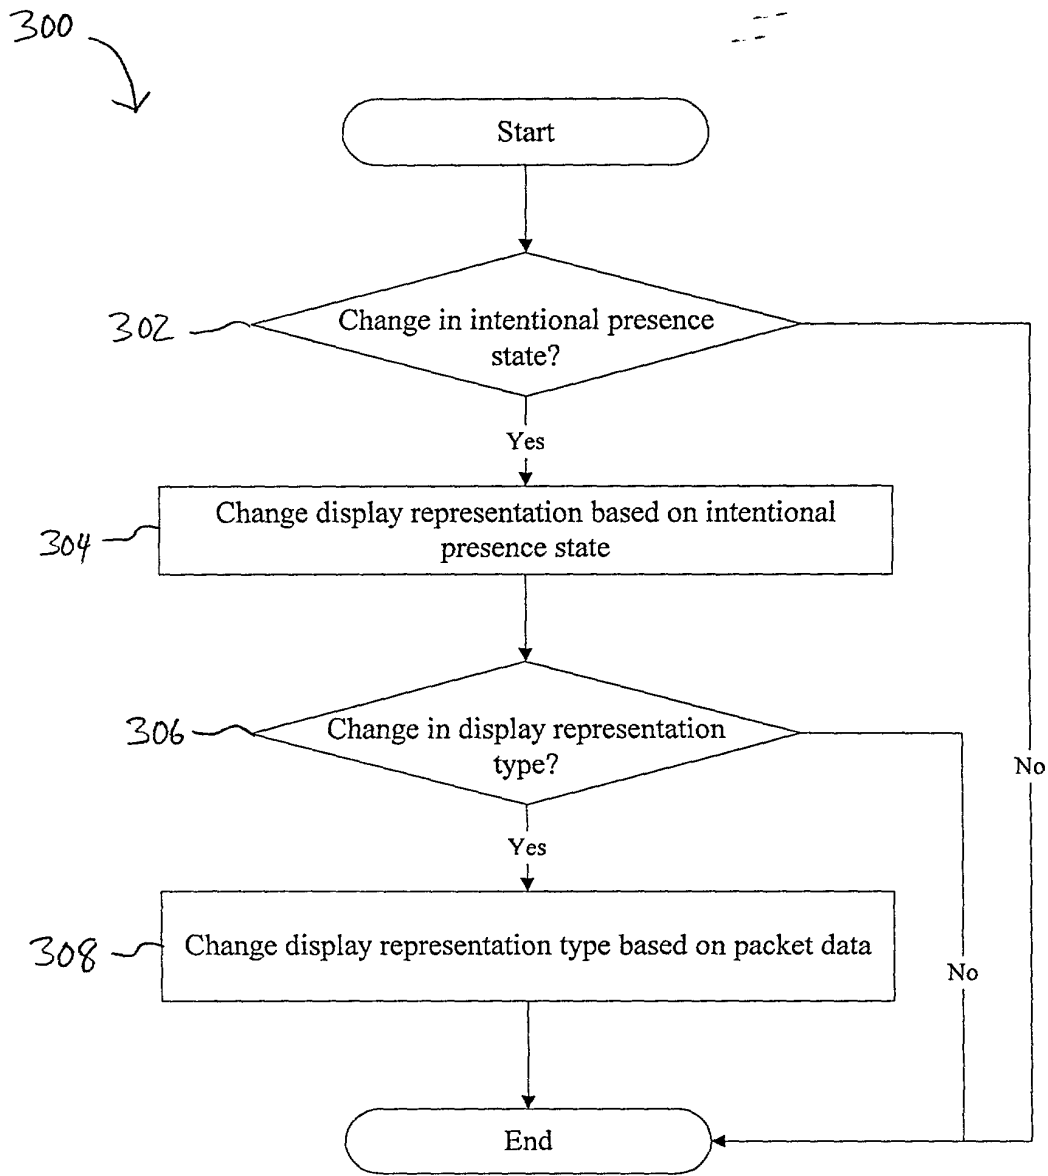 300
Start
302
Change in intentional presence
state?
Yes
304
Change display representation based on intentional
presence state
306
Change in display representation
type?
No
Yes
308
Change display representation type based on packet data
No
End